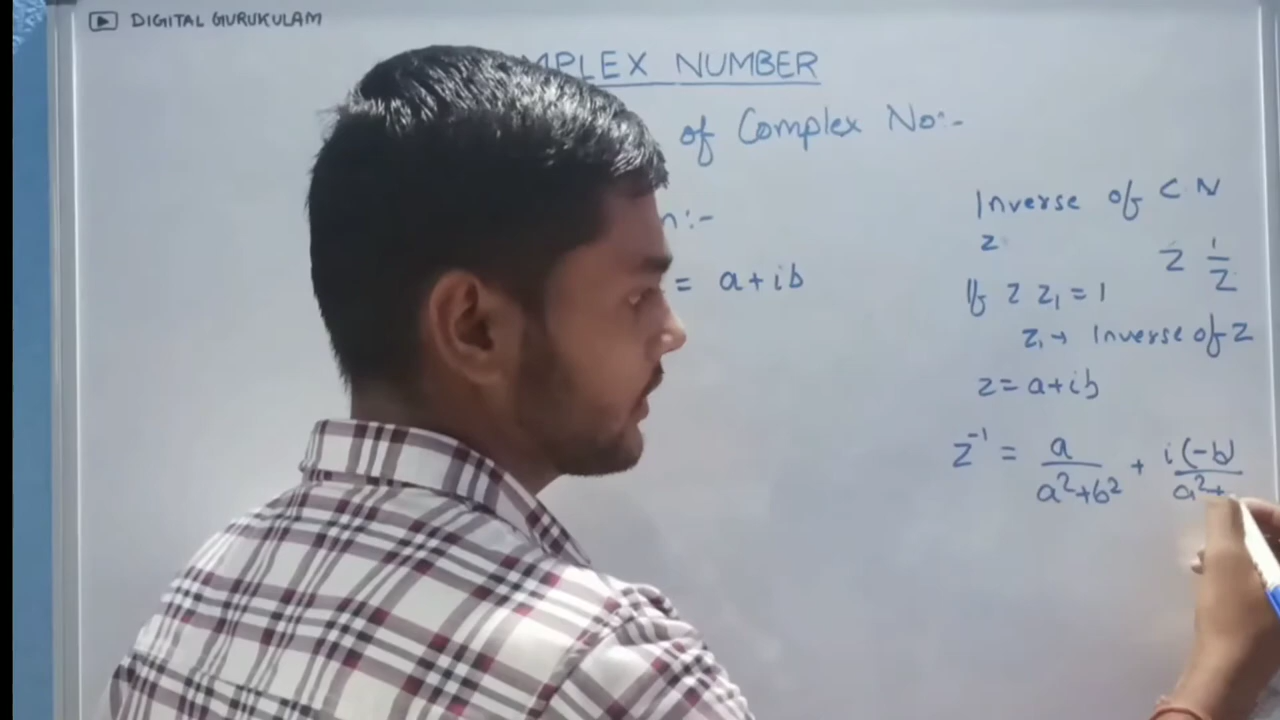 DIGITAL GURUKULAM
MPLEX NUMBER
of Complex No:-
n:-
= a+ib
Inverse of C N
z
z 1/z
If z z₁ = 1
z₁ → Inverse of z
z = a+ib
z⁻¹ = a/(a²+b²) + i(-b)/(a²+